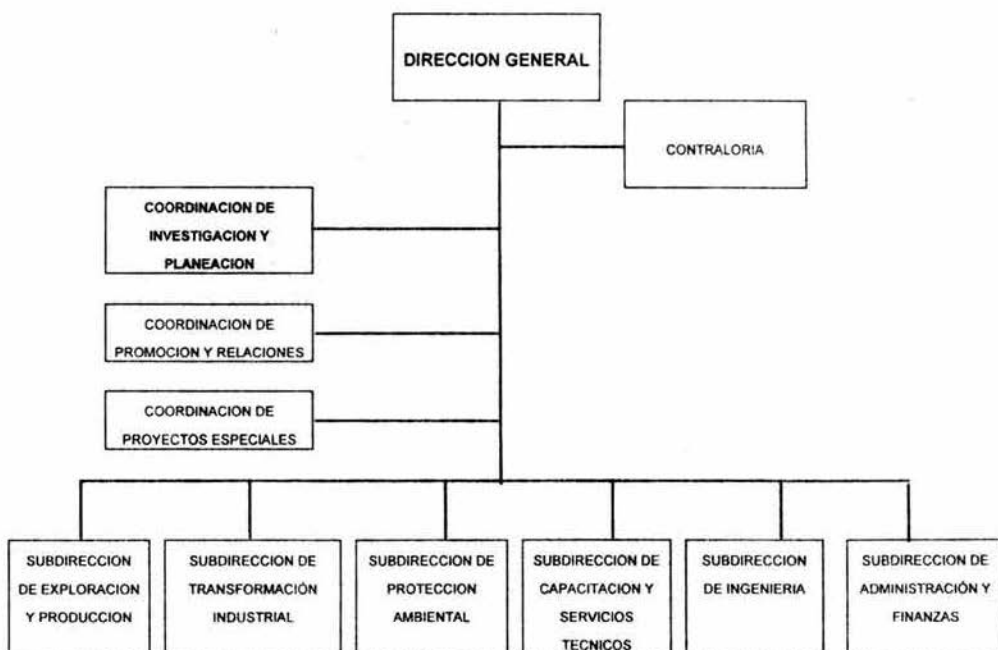 DIRECCION GENERAL
CONTRALORIA
COORDINACION DE
INVESTIGACION Y
PLANEACION
COORDINACION DE
PROMOCION Y RELACIONES
COORDINACION DE
PROYECTOS ESPECIALES
SUBDIRECCION
DE EXPLORACION
Y PRODUCCION
SUBDIRECCION DE
TRANSFORMACIÓN
INDUSTRIAL
SUBDIRECCION DE
PROTECCION
AMBIENTAL
SUBDIRECCION DE
CAPACITACION Y
SERVICIOS
TECNICOS
SUBDIRECCION
DE INGENIERIA
SUBDIRECCION DE
ADMINISTRACIÓN Y
FINANZAS